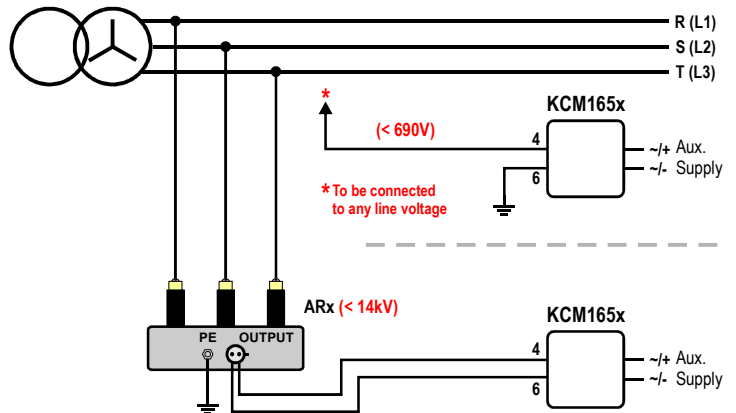 R (L1)
S (L2)
T (L3)
*
(< 690V)
KCM165x
4
6
~/+ Aux.
~/- Supply
* To be connected
to any line voltage
ARx (< 14kV)
PE OUTPUT
KCM165x
4
6
~/+ Aux.
~/- Supply